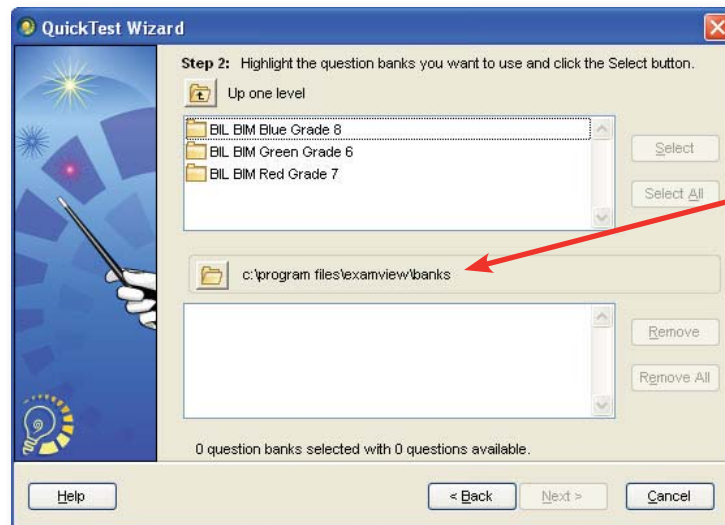 QuickTest Wizard
Step 2: Highlight the question banks you want to use and click the Select button.
Up one level
BIL BIM Blue Grade 8
BIL BIM Green Grade 6
BIL BIM Red Grade 7
Select
Select All
c:\program files\examview\banks
Remove
Remove All
0 question banks selected with 0 questions available.
Help
< Back
Next >
Cancel